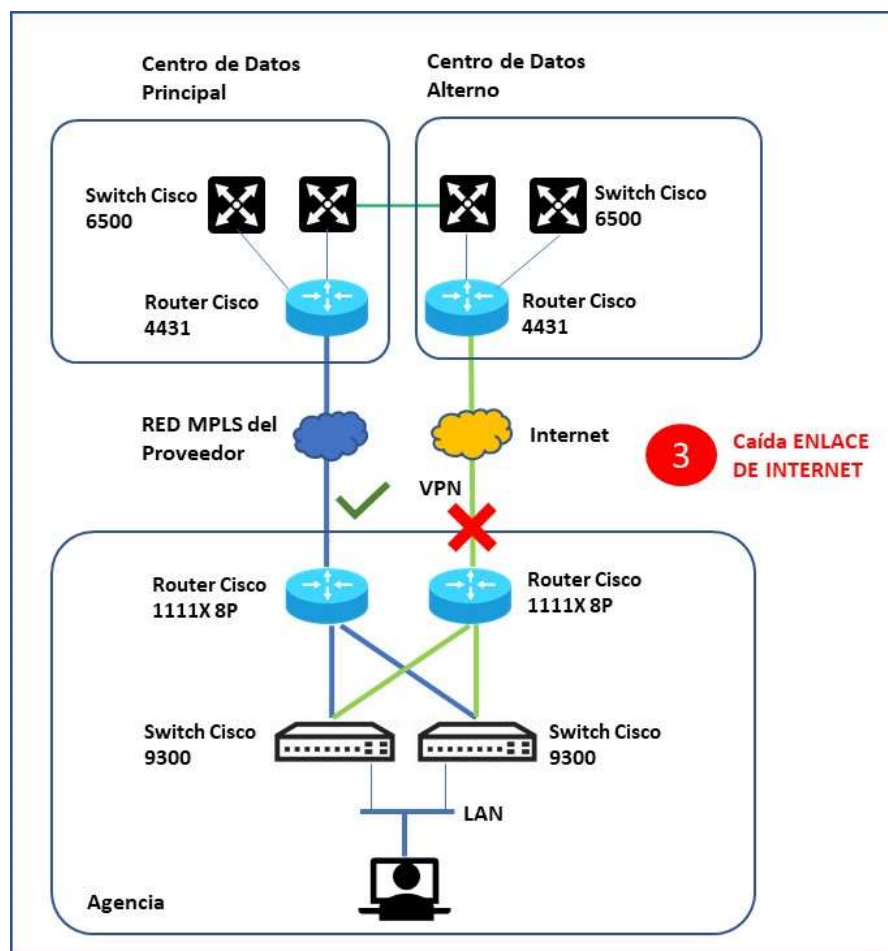 Centro de Datos
Principal
Centro de Datos
Alterno
Switch Cisco
6500
Switch Cisco
6500
Router Cisco
4431
Router Cisco
4431
RED MPLS del
Proveedor
Internet
3
Caída ENLACE
DE INTERNET
VPN
Router Cisco
1111X 8P
Router Cisco
1111X 8P
Switch Cisco
9300
Switch Cisco
9300
LAN
Agencia